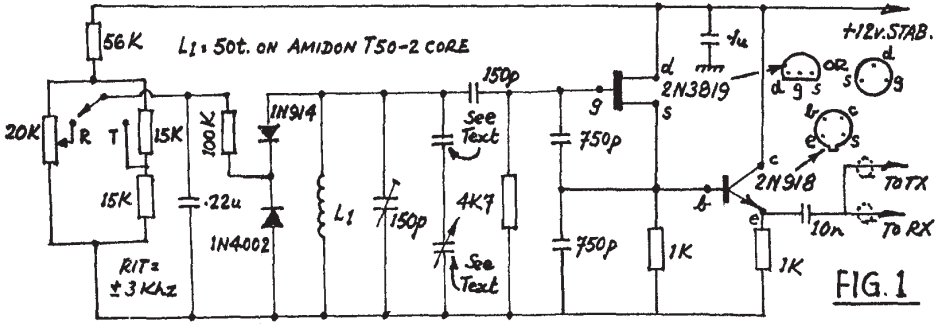 56K
L1 = 50t. ON AMIDON T50-2 CORE
.1u
+12v. STAB.
d
g
s
2N3819
d g s
OR
d
s g
150p
20K
R
T
15K
100K
1N914
See
Text
750p
b c
e s
2N918
c
b
e
TO TX
TO RX
10n
15K
.22u
1N4002
L1
150p
4K7
See
Text
750p
1K
1K
RIT =
± 3 Khz
FIG. 1